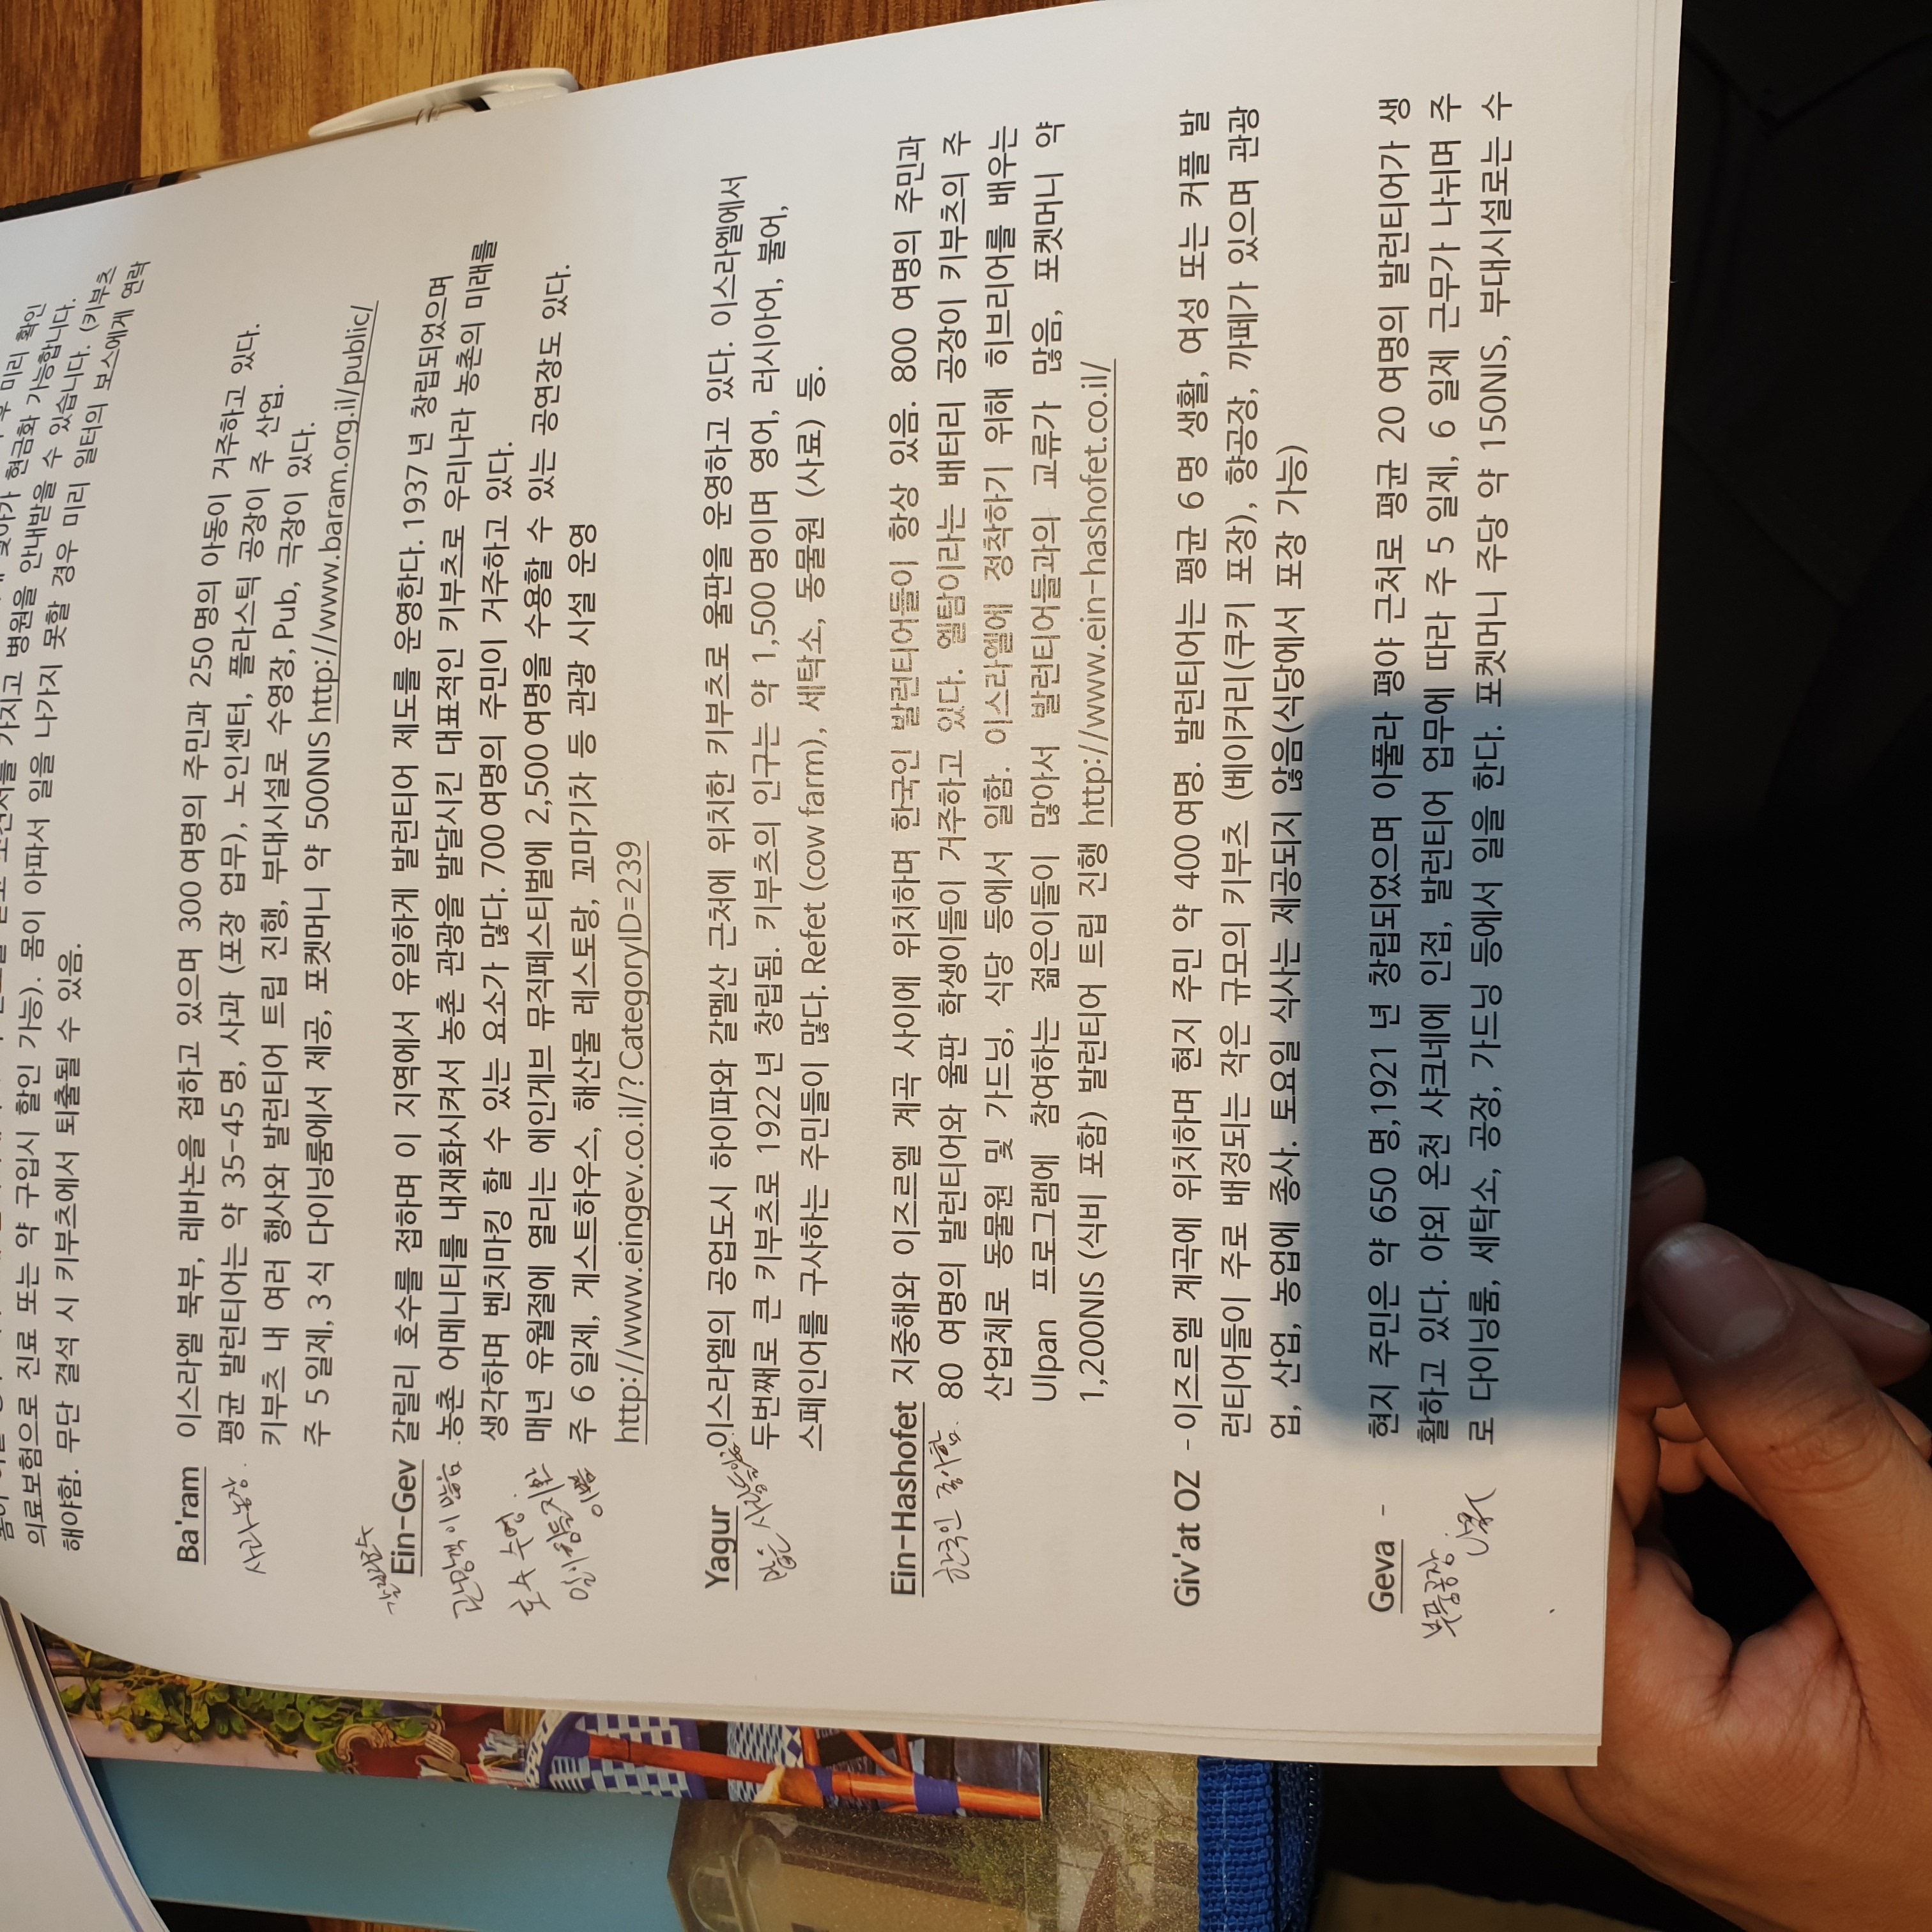 가지고 병원을 안내받을 수 있습니다. (키부츠
의료보험으로 진료 또는 약 구입시 할인 가능). 몸이 아파서 일을 나가지 못할 경우 미리 일터의 보스에게 연락
해야함. 무단 결석 시 키부츠에서 퇴출될 수 있음.
미리 확인
현금화 가능합니다.
Ba'ram 이스라엘 북부, 레바논을 접하고 있으며 300여명의 주민과 250명의 아동이 거주하고 있다.
사과농장. 평균 발런티어는 약 35-45명, 사과 (포장 업무), 노인센터, 플라스틱 공장이 주 산업.
키부츠 내 여러 행사와 발런티어 트립 진행, 부대시설로 수영장, Pub, 극장이 있다.
주 5일제, 3식 다이닝룸에서 제공, 포켓머니 약 500NIS http://www.baram.org.il/public/
갈릴리호수
Ein-Gev 갈릴리 호수를 접하며 이 지역에서 유일하게 발런티어 제도를 운영한다. 1937년 창립되었으며
관광객이 많음 농촌 어메니티를 내재화시켜서 농촌 관광을 발달시킨 대표적인 키부츠로 우리나라 농촌의 미래를
생각하며 벤치마킹 할 수 있는 요소가 많다. 700여명의 주민이 거주하고 있다.
호수 수영.
매년 유월절에 열리는 에인게브 뮤직페스티벌에 2,500여명을 수용할 수 있는 공연장도 있다.
일이힘들지만
이쁨
주 6일제, 게스트하우스, 해산물 레스토랑, 꼬마기차 등 관광 시설 운영
http://www.eingev.co.il/?CategoryID=239
Yagur 이스라엘의 공업도시 하이파와 갈멜산 근처에 위치한 키부츠로 울판을 운영하고 있다. 이스라엘에서
많은 두번째로 큰 키부츠로 1922년 창립됨. 키부츠의 인구는 약 1,500명이며 영어, 러시아어, 불어,
스페인어를 구사하는 주민들이 많다. Refet (cow farm), 세탁소, 동물원 (사료) 등.
Ein-Hashofet 지중해와 이즈르엘 계곡 사이에 위치하며 한국인 발런티어들이 항상 있음. 800 여명의 주민과
한국인 좋아함. 80 여명의 발런티어와 울판 학생이들이 거주하고 있다. 엘탐이라는 배터리 공장이 키부츠의 주
산업체로 동물원 및 가드닝, 식당 등에서 일함. 이스라엘에 정착하기 위해 히브리어를 배우는
Ulpan 프로그램에 참여하는 젊은이들이 많아서 발런티어들과의 교류가 많음, 포켓머니 약
1,200NIS (식비 포함) 발런티어 트립 진행 http://www.ein-hashofet.co.il/
Giv'at OZ - 이즈르엘 계곡에 위치하며 현지 주민 약 400여명. 발런티어는 평균 6명 생활, 여성 또는 커플 발
런티어들이 주로 배정되는 작은 규모의 키부츠 (베이커리(쿠키 포장), 향공장, 까페가 있으며 관광
업, 산업, 농업에 종사. 토요일 식사는 제공되지 않음(식당에서 포장 가능)
Geva - 현지 주민은 약 650 명,1921 년 창립되었으며 아풀라 평야 근처로 평균 20 여명의 발런티어가 생
부품공장. 활하고 있다. 야외 온천 샤크네에 인접, 발런티어 업무에 따라 주 5 일제, 6 일제 근무가 나뉘며 주
로 다이닝룸, 세탁소, 공장, 가드닝 등에서 일을 한다. 포켓머니 주당 약 150NIS, 부대시설로는 수